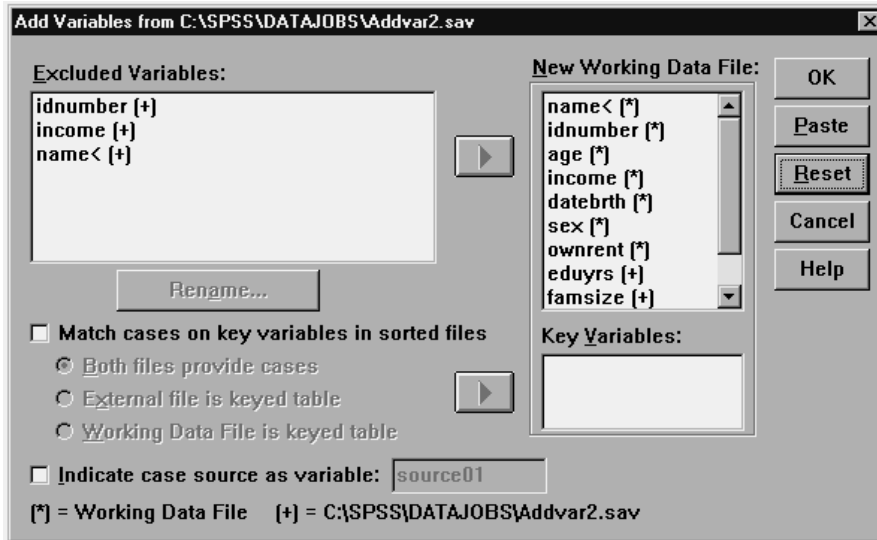 Add Variables from C:\SPSS\DATAJOBS\Addvar2.sav
Excluded Variables:
idnumber (+)
income (+)
name< (+)
Rename...
New Working Data File:
name< (*)
idnumber (*)
age (*)
income (*)
datebrth (*)
sex (*)
ownrent (*)
eduyrs (+)
famsize (+)
OK
Paste
Reset
Cancel
Help
Match cases on key variables in sorted files
Both files provide cases
External file is keyed table
Working Data File is keyed table
Key Variables:
Indicate case source as variable: source01
(*) = Working Data File (+) = C:\SPSS\DATAJOBS\Addvar2.sav